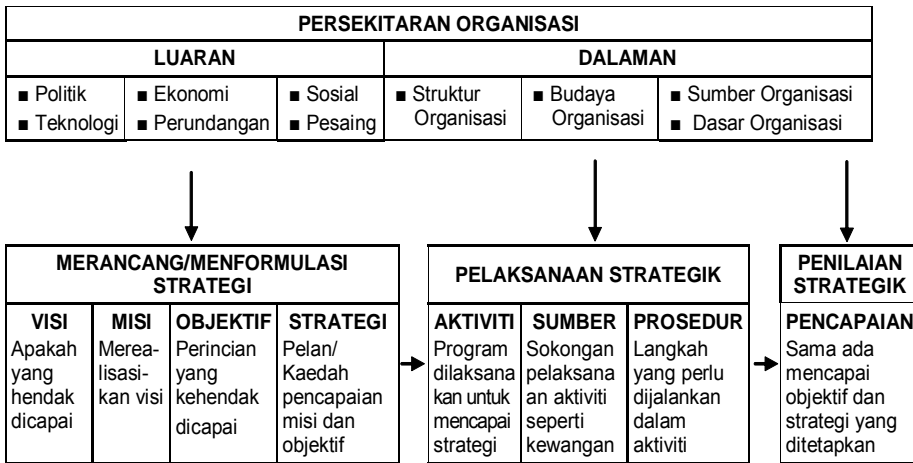 PERSEKITARAN ORGANISASI
LUARAN
DALAMAN
■ Politik
■ Teknologi
■ Ekonomi
■ Perundangan
■ Sosial
■ Pesaing
■ Struktur
Organisasi
■ Budaya
Organisasi
■ Sumber Organisasi
■ Dasar Organisasi
MERANCANG/MENFORMULASI
STRATEGI
VISI
Apakah
yang
hendak
dicapai
MISI
Merea-
lisasi-
kan visi
OBJEKTIF
Perincian
yang
kehendak
dicapai
STRATEGI
Pelan/
Kaedah
pencapaian
misi dan
objektif
PELAKSANAAN STRATEGIK
AKTIVITI
Program
dilaksana
kan untuk
mencapai
strategi
SUMBER
Sokongan
pelaksana
an aktiviti
seperti
kewangan
PROSEDUR
Langkah
yang perlu
dijalankan
dalam
aktiviti
PENILAIAN
STRATEGIK
PENCAPAIAN
Sama ada
mencapai
objektif dan
strategi yang
ditetapkan